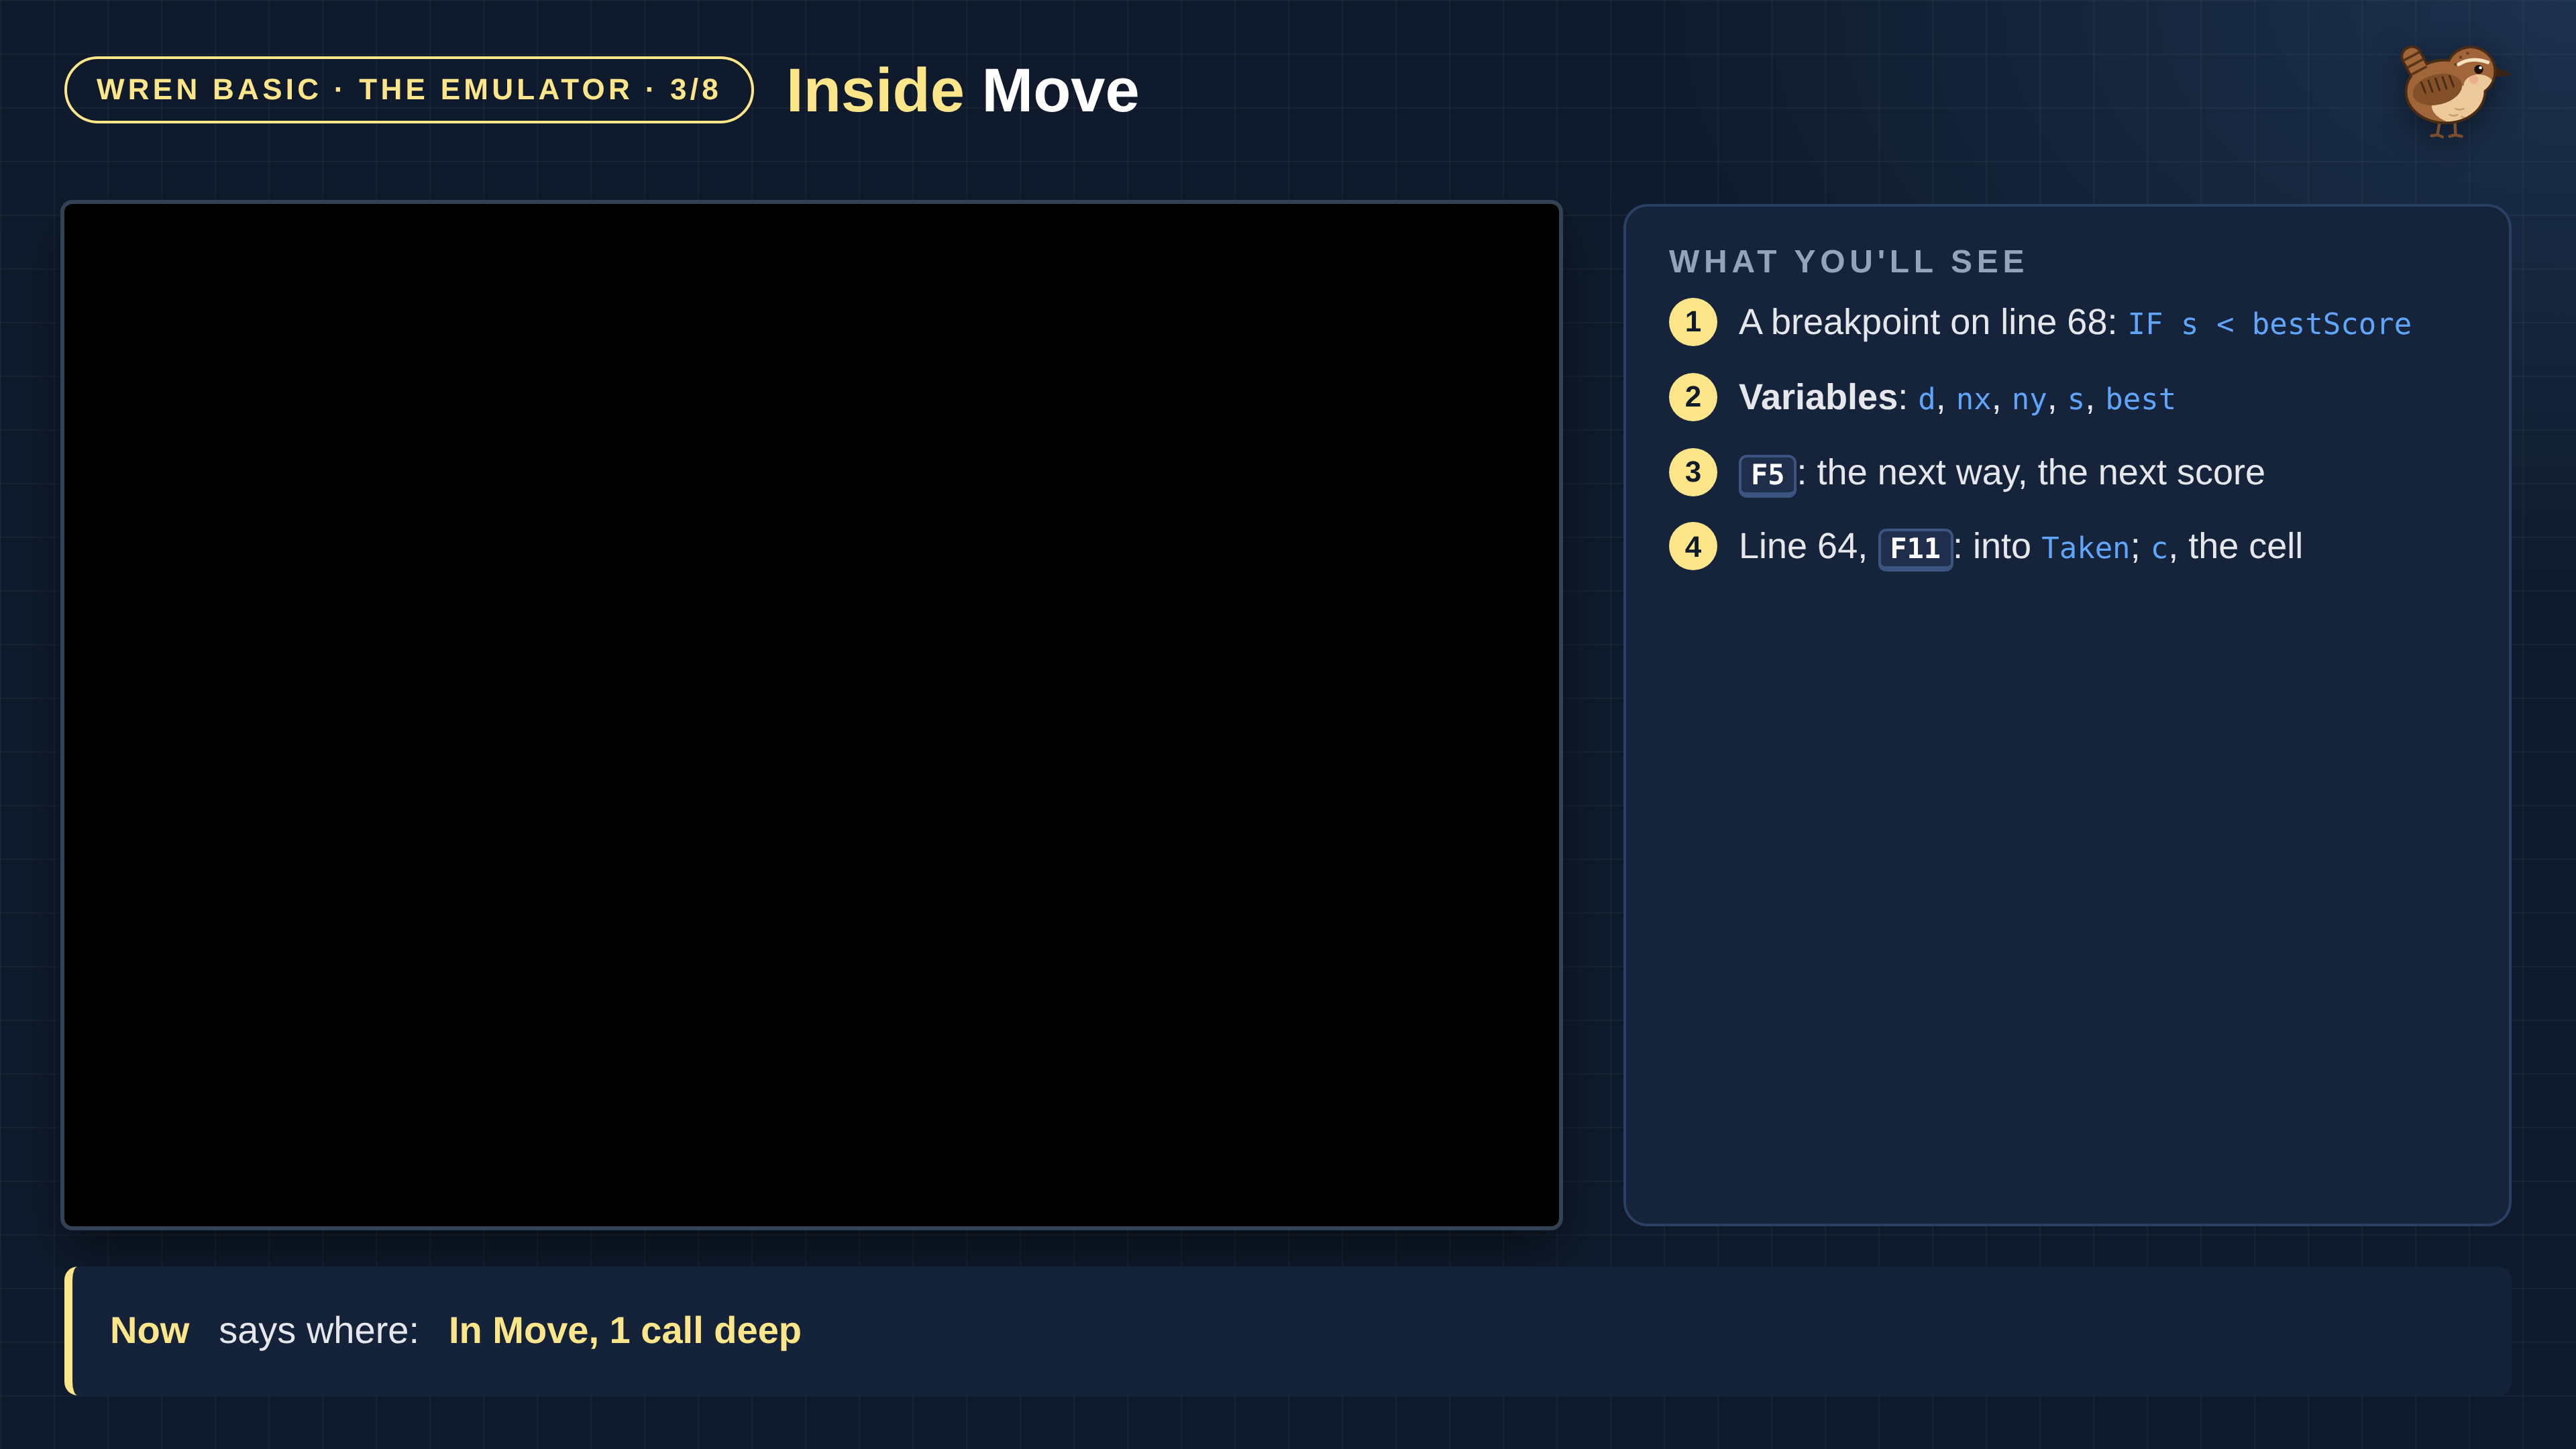 WREN BASIC · THE EMULATOR · 3/8
Inside Move
WHAT YOU'LL SEE
1 A breakpoint on line 68: IF s < bestScore
2 Variables: d, nx, ny, s, best
3 F5: the next way, the next score
4 Line 64, F11: into Taken; c, the cell
Now says where: In Move, 1 call deep